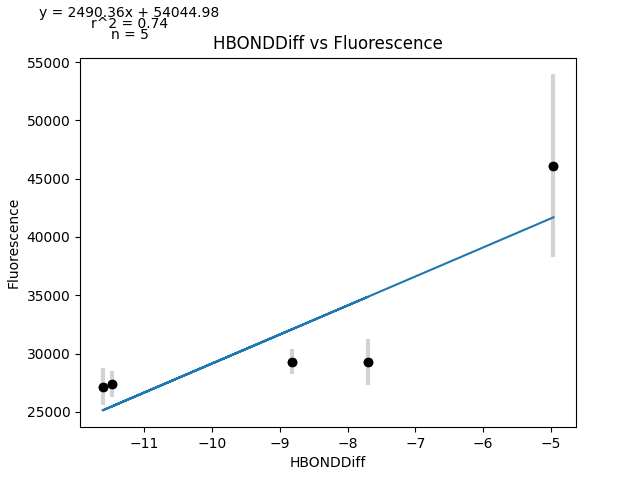 y = 2490.36x + 54044.98
r^2 = 0.74
n = 5
HBONDDiff vs Fluorescence
55000
50000
45000
40000
35000
30000
25000
Fluorescence
−11 −10 −9 −8 −7 −6 −5
HBONDDiff